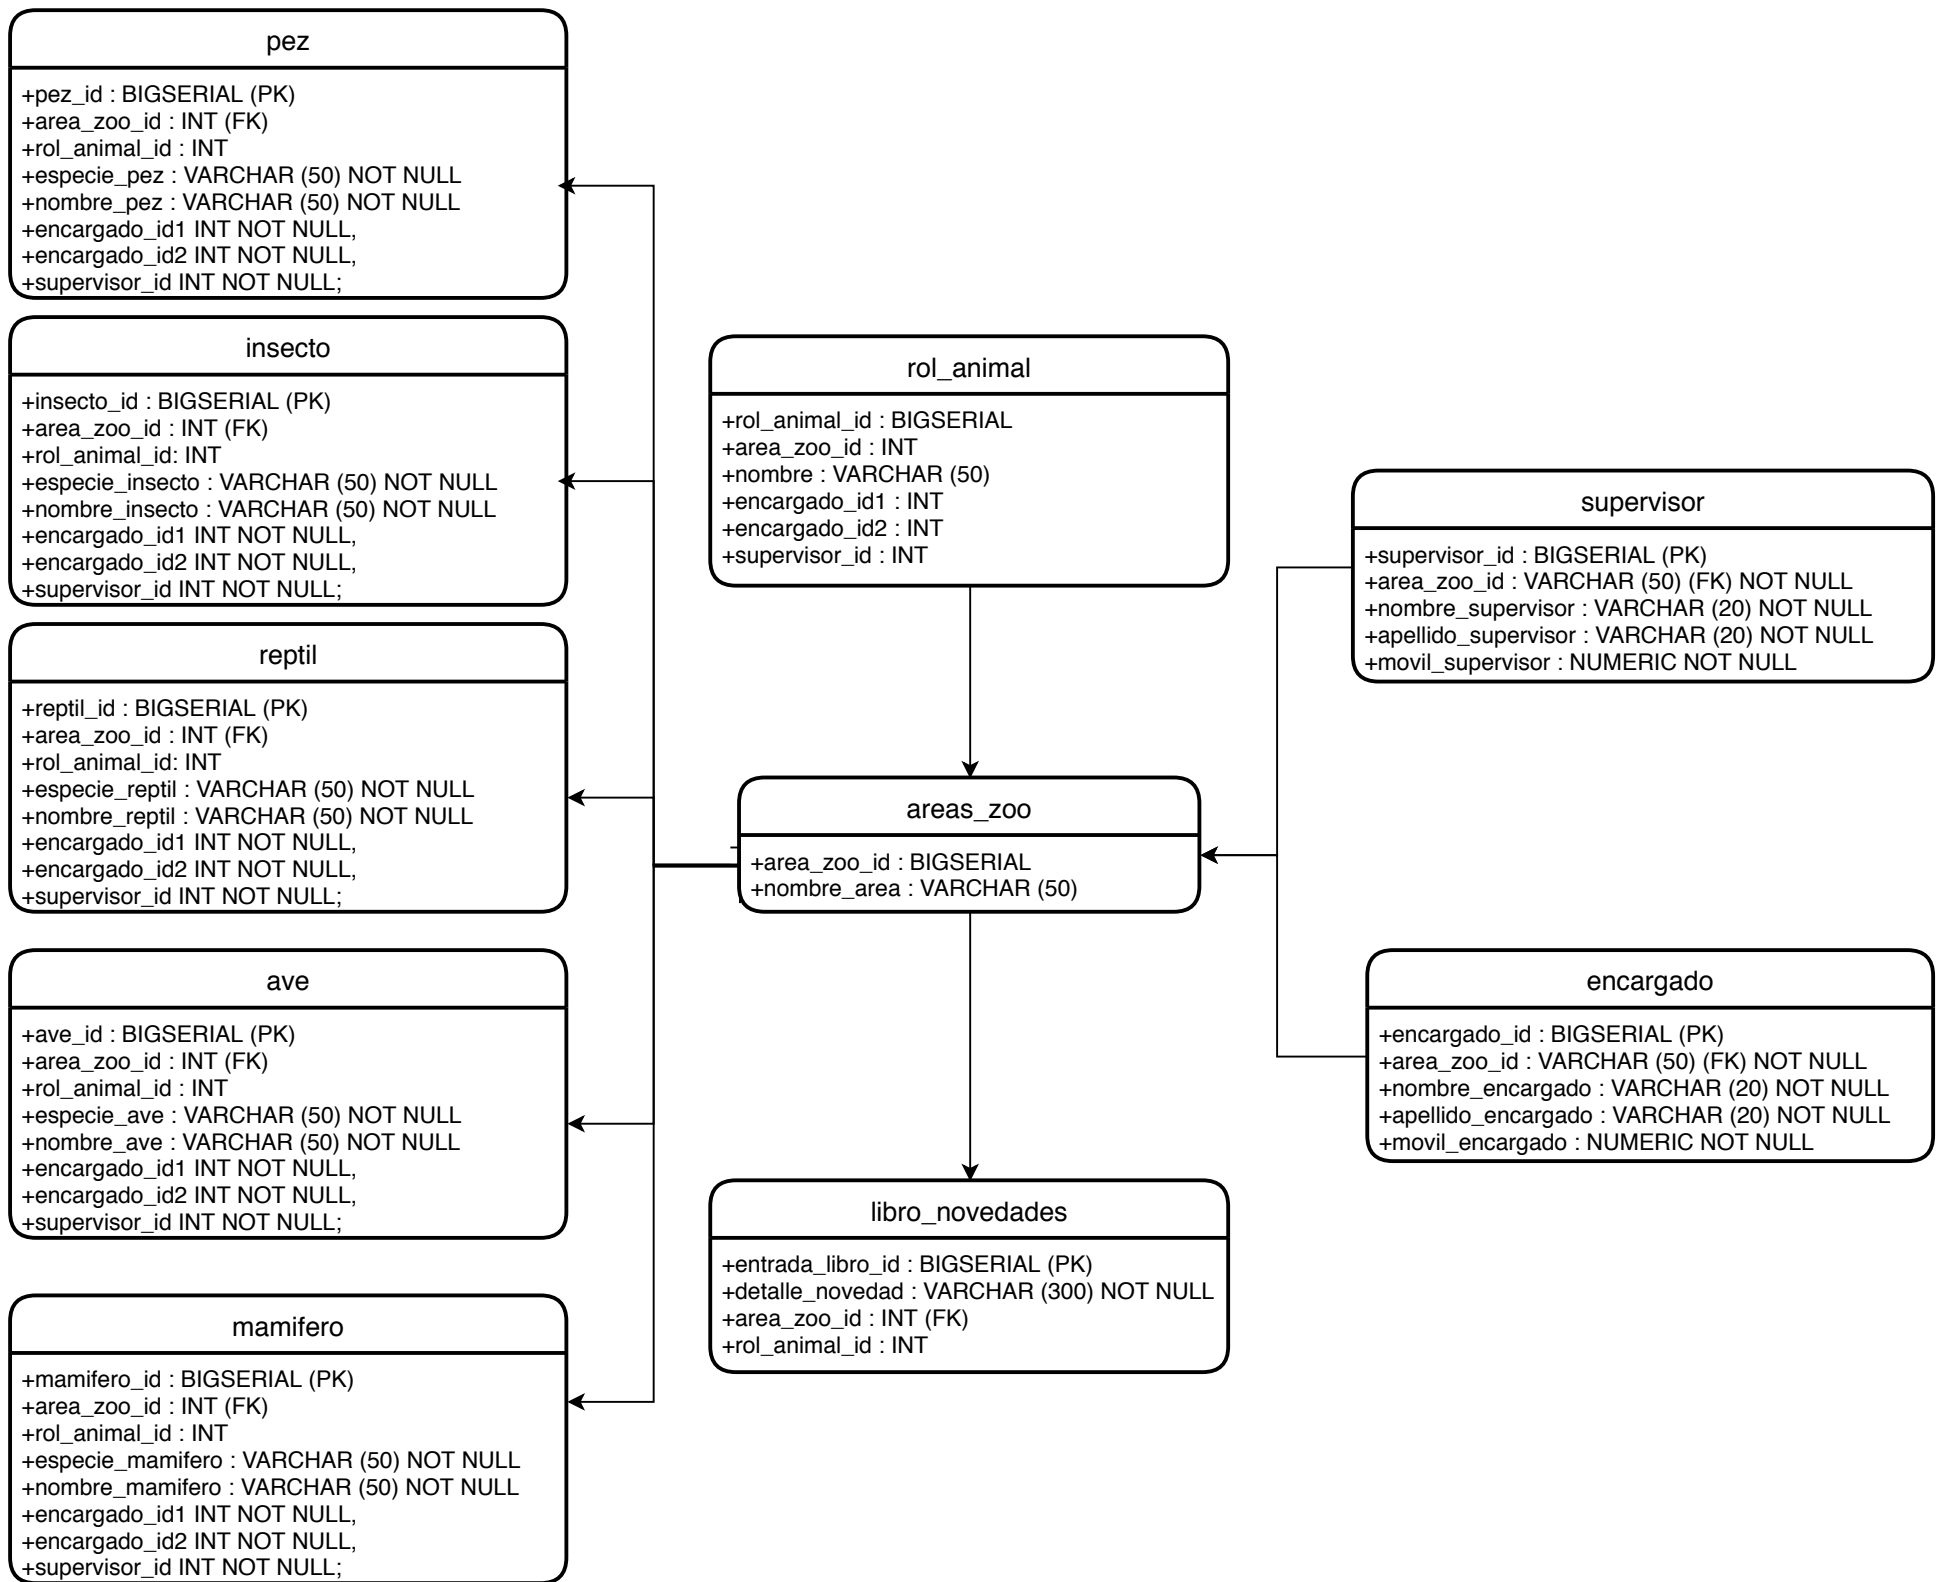 pez
+pez_id : BIGSERIAL (PK)
+area_zoo_id : INT (FK)
+rol_animal_id : INT
+especie_pez : VARCHAR (50) NOT NULL
+nombre_pez : VARCHAR (50) NOT NULL
+encargado_id1 INT NOT NULL,
+encargado_id2 INT NOT NULL,
+supervisor_id INT NOT NULL;
insecto
+insecto_id : BIGSERIAL (PK)
+area_zoo_id : INT (FK)
+rol_animal_id: INT
+especie_insecto : VARCHAR (50) NOT NULL
+nombre_insecto : VARCHAR (50) NOT NULL
+encargado_id1 INT NOT NULL,
+encargado_id2 INT NOT NULL,
+supervisor_id INT NOT NULL;
reptil
+reptil_id : BIGSERIAL (PK)
+area_zoo_id : INT (FK)
+rol_animal_id: INT
+especie_reptil : VARCHAR (50) NOT NULL
+nombre_reptil : VARCHAR (50) NOT NULL
+encargado_id1 INT NOT NULL,
+encargado_id2 INT NOT NULL,
+supervisor_id INT NOT NULL;
ave
+ave_id : BIGSERIAL (PK)
+area_zoo_id : INT (FK)
+rol_animal_id : INT
+especie_ave : VARCHAR (50) NOT NULL
+nombre_ave : VARCHAR (50) NOT NULL
+encargado_id1 INT NOT NULL,
+encargado_id2 INT NOT NULL,
+supervisor_id INT NOT NULL;
mamifero
+mamifero_id : BIGSERIAL (PK)
+area_zoo_id : INT (FK)
+rol_animal_id : INT
+especie_mamifero : VARCHAR (50) NOT NULL
+nombre_mamifero : VARCHAR (50) NOT NULL
+encargado_id1 INT NOT NULL,
+encargado_id2 INT NOT NULL,
+supervisor_id INT NOT NULL;
rol_animal
+rol_animal_id : BIGSERIAL
+area_zoo_id : INT
+nombre : VARCHAR (50)
+encargado_id1 : INT
+encargado_id2 : INT
+supervisor_id : INT
areas_zoo
+area_zoo_id : BIGSERIAL
+nombre_area : VARCHAR (50)
libro_novedades
+entrada_libro_id : BIGSERIAL (PK)
+detalle_novedad : VARCHAR (300) NOT NULL
+area_zoo_id : INT (FK)
+rol_animal_id : INT
supervisor
+supervisor_id : BIGSERIAL (PK)
+area_zoo_id : VARCHAR (50) (FK) NOT NULL
+nombre_supervisor : VARCHAR (20) NOT NULL
+apellido_supervisor : VARCHAR (20) NOT NULL
+movil_supervisor : NUMERIC NOT NULL
encargado
+encargado_id : BIGSERIAL (PK)
+area_zoo_id : VARCHAR (50) (FK) NOT NULL
+nombre_encargado : VARCHAR (20) NOT NULL
+apellido_encargado : VARCHAR (20) NOT NULL
+movil_encargado : NUMERIC NOT NULL